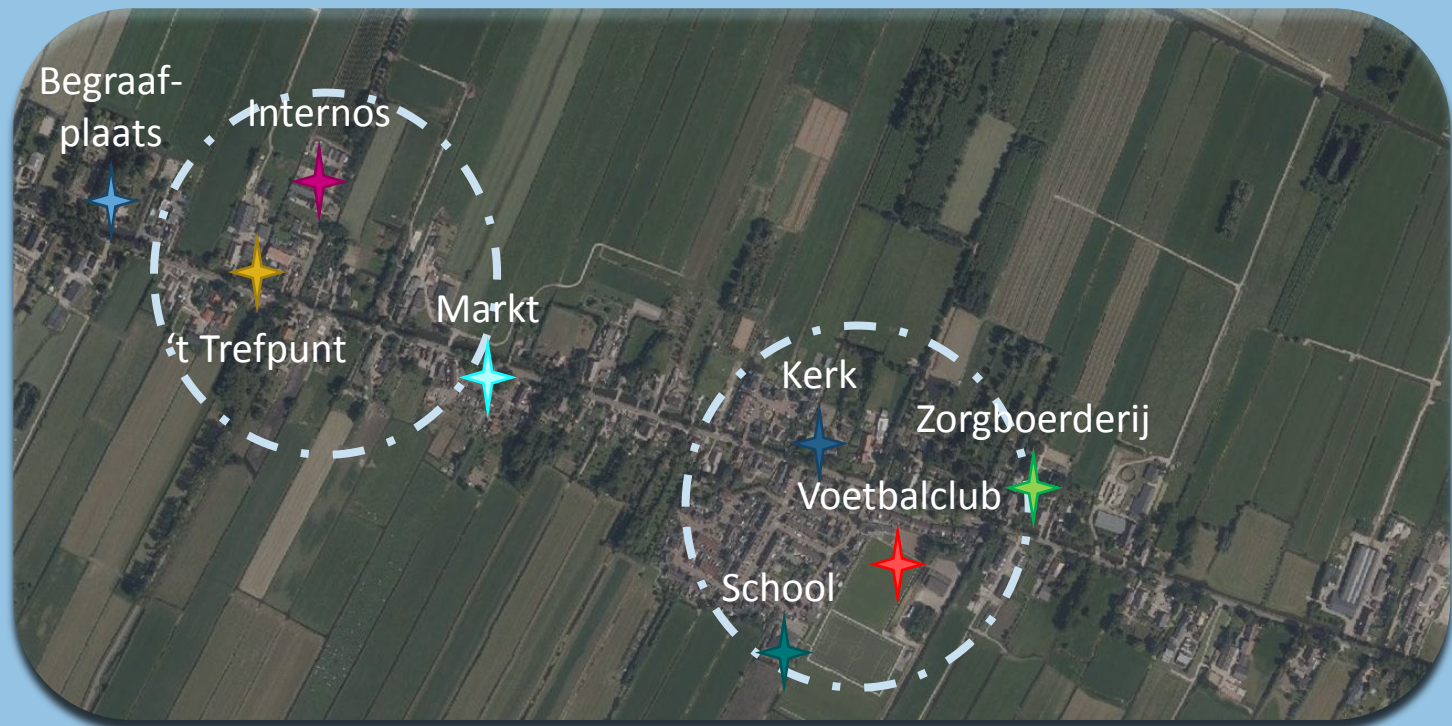 Begraaf-
plaats
Internos
't Trefpunt
Markt
Kerk
Zorgboerderij
Voetbalclub
School